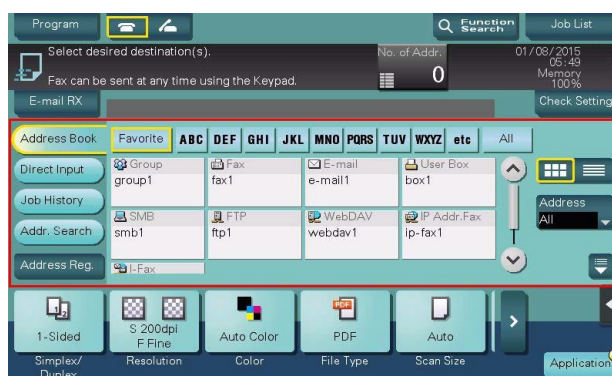 Program
Function Search
Job List
Select desired destination(s).
Fax can be sent at any time using the Keypad.
No. of Addr.
0
01/08/2015
05:49
Memory
100%
E-mail RX
Check Setting
Address Book
Favorite ABC DEF GHI JKL MNO PQRS TUV WXYZ etc All
Direct Input
Job History
Addr. Search
Address Reg.
Group Fax E-mail User Box
group1 fax1 e-mail1 box1
SMB FTP WebDAV IP Addr.Fax
smb1 ftp1 webdav1 ip-fax1
I-Fax
Address
All
1-Sided
S 200dpi
F Fine
Auto Color
PDF
Auto
Simplex/
Duplex
Resolution
Color
File Type
Scan Size
Application